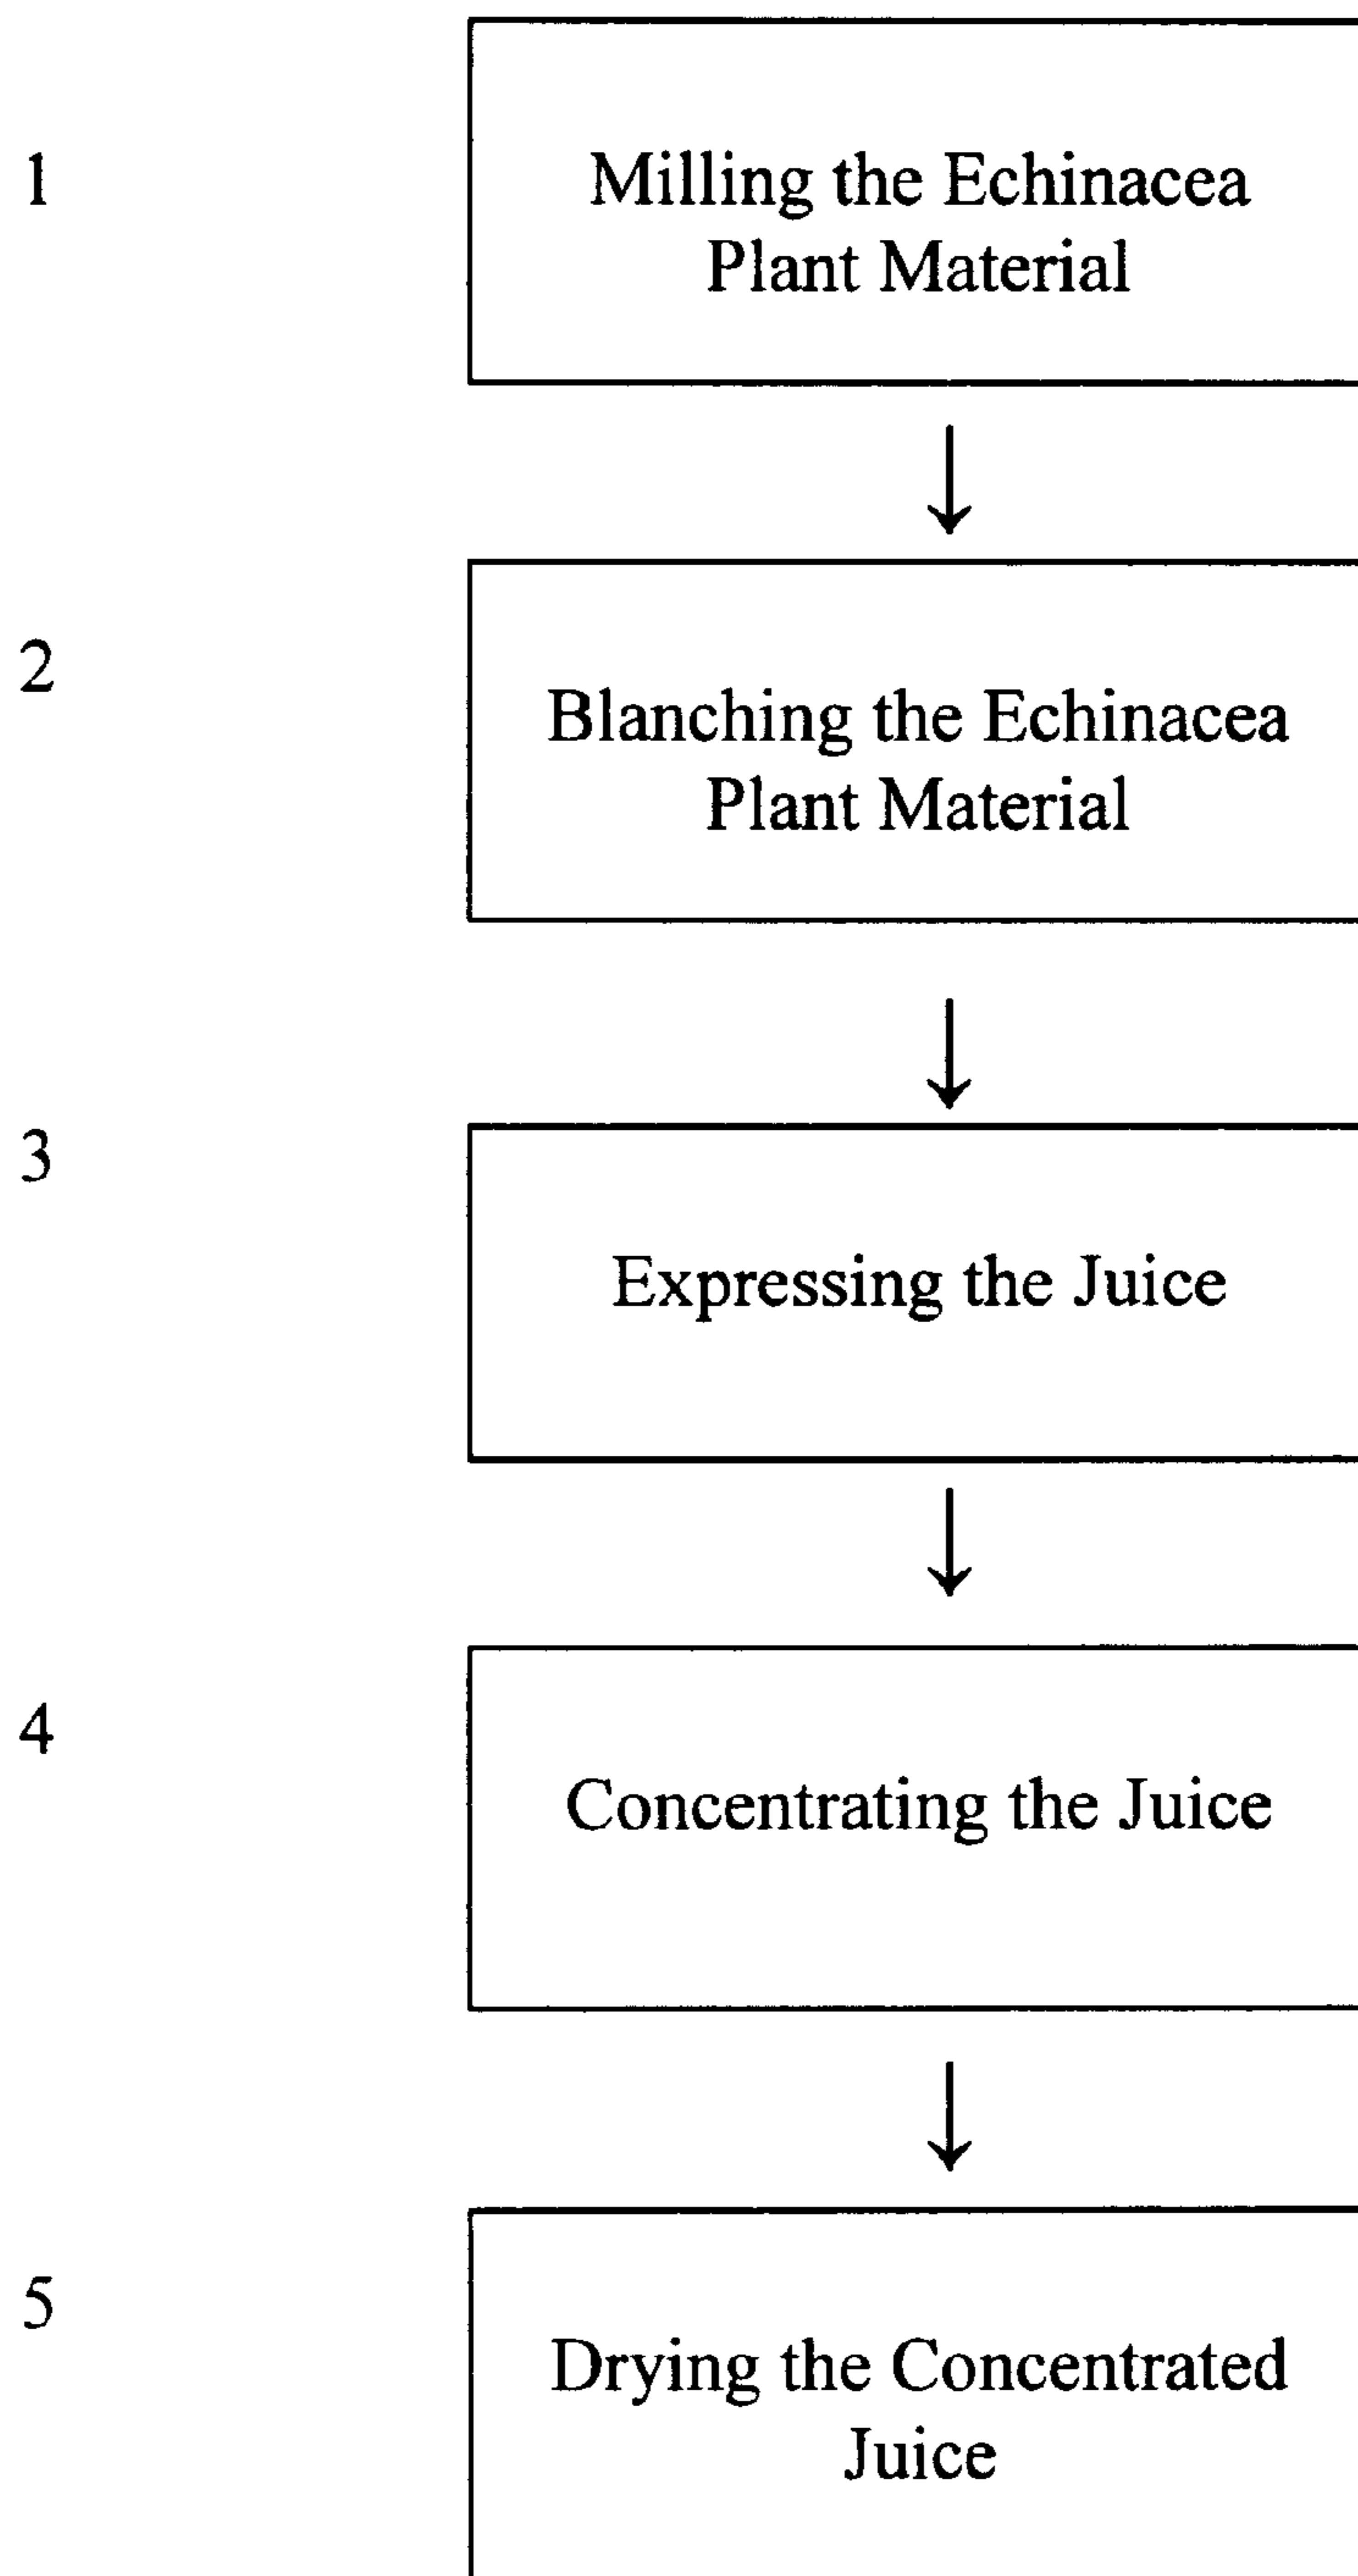 1
Milling the Echinacea
Plant Material
2
Blanching the Echinacea
Plant Material
3
Expressing the Juice
4
Concentrating the Juice
5
Drying the Concentrated
Juice